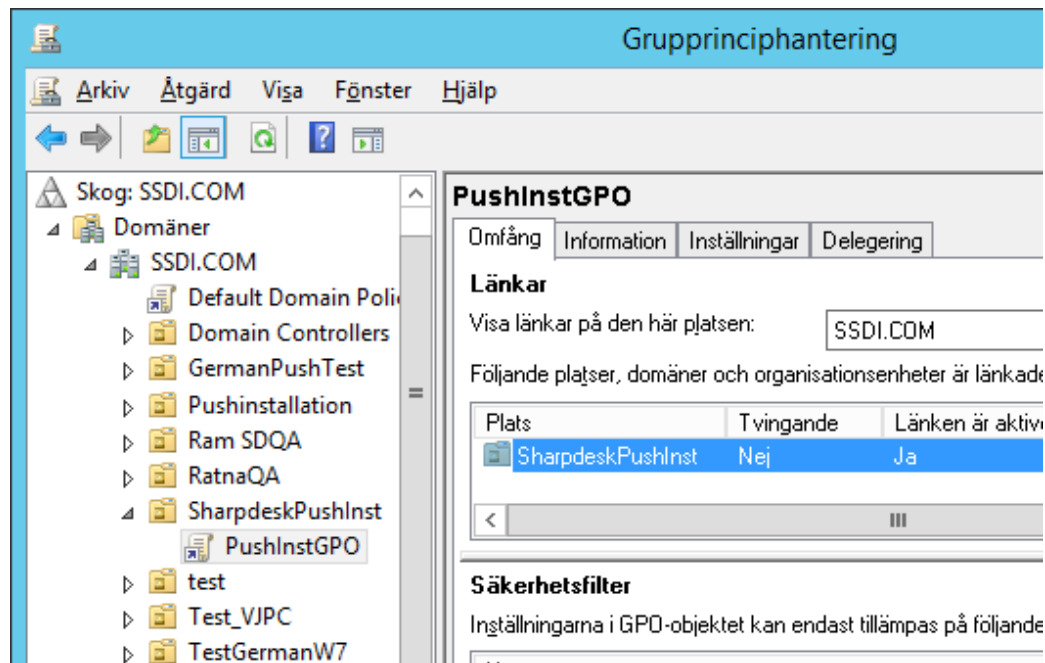 Grupprinciphantering
Arkiv Åtgärd Visa Fönster Hjälp
Skog: SSDI.COM
Domäner
SSDI.COM
Default Domain Poli
Domain Controllers
GermanPushTest
Pushinstallation
Ram SDQA
RatnaQA
SharpdeskPushInst
PushInstGPO
test
Test_VJPC
TestGermanW7
PushInstGPO
Omfång Information Inställningar Delegering
Länkar
Visa länkar på den här platsen: SSDI.COM
Följande platser, domäner och organisationsenheter är länkade
Plats Tvingande Länken är aktive
SharpdeskPushInst Nej Ja
Säkerhetsfilter
Inställningarna i GPO-objektet kan endast tillämpas på följande